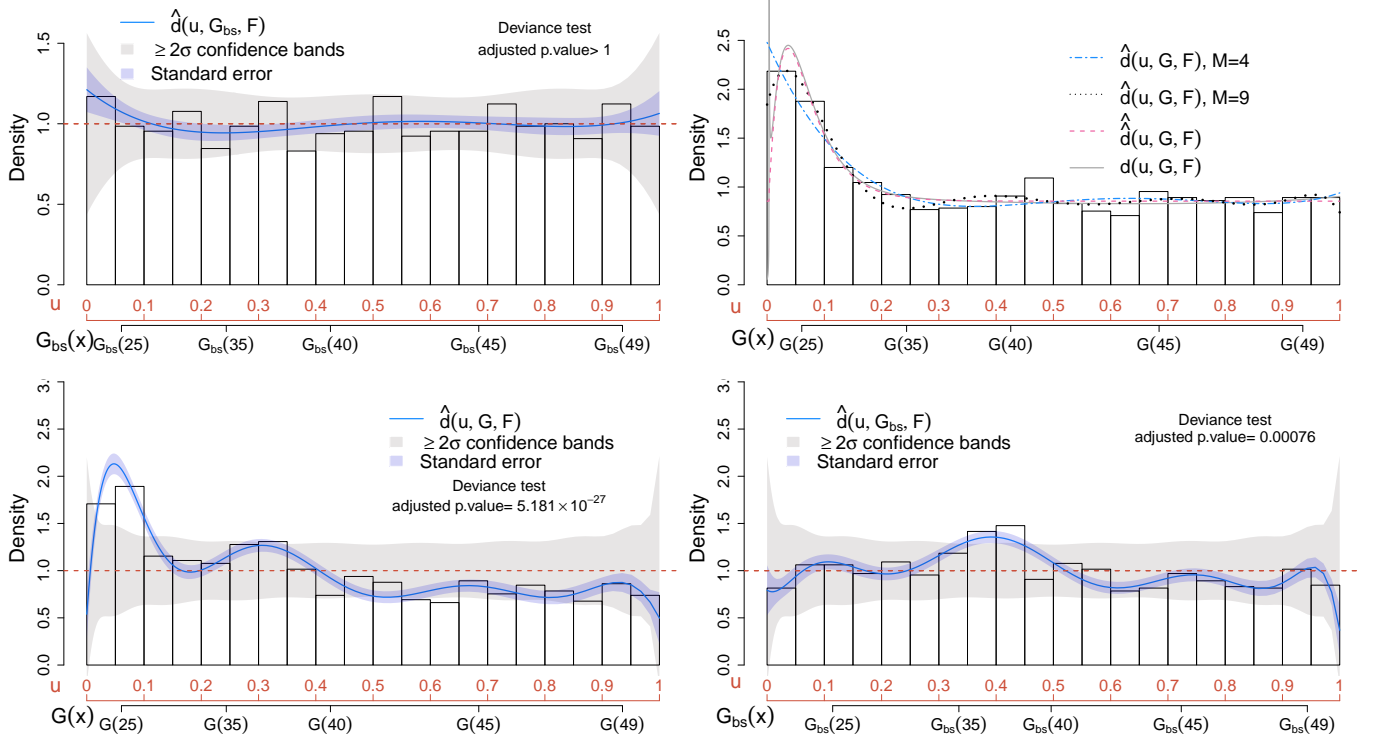 d̂(u, G_bs, F)
≥ 2σ confidence bands
Standard error
Deviance test
adjusted p.value> 1
Density
0.0 0.5 1.0 1.5
u 0 0.1 0.2 0.3 0.4 0.5 0.6 0.7 0.8 0.9 1
G_bs(x) G_bs(25) G_bs(35) G_bs(40) G_bs(45) G_bs(49)
d̂(u, G, F), M=4
d̂(u, G, F), M=9
d̂̂(u, G, F)
d(u, G, F)
Density
0.0 0.5 1.0 1.5 2.0 2.5
u 0 0.1 0.2 0.3 0.4 0.5 0.6 0.7 0.8 0.9 1
G(x) G(25) G(35) G(40) G(45) G(49)
d̂(u, G, F)
≥ 2σ confidence bands
Standard error
Deviance test
adjusted p.value= 5.181×10⁻²⁷
Density
0.0 0.5 1.0 1.5 2.0 2.5 3.
u 0 0.1 0.2 0.3 0.4 0.5 0.6 0.7 0.8 0.9 1
G(x) G(25) G(35) G(40) G(45) G(49)
d̂(u, G_bs, F)
≥ 2σ confidence bands
Standard error
Deviance test
adjusted p.value= 0.00076
Density
0.0 0.5 1.0 1.5 2.0 2.5 3.
u 0 0.1 0.2 0.3 0.4 0.5 0.6 0.7 0.8 0.9 1
G_bs(x) G_bs(25) G_bs(35) G_bs(40) G_bs(45) G_bs(49)